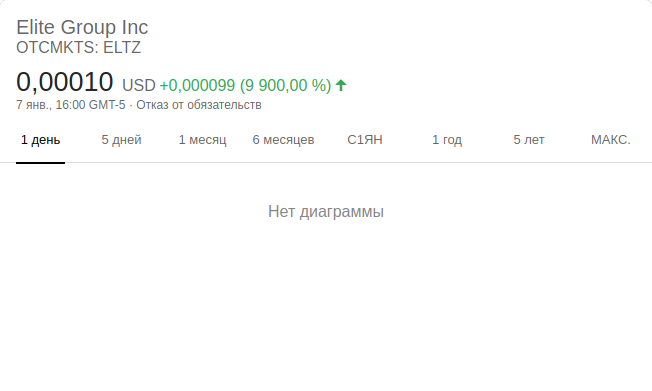 Elite Group Inc
OTCMKTS: ELTZ
0,00010 USD +0,000099 (9 900,00 %)
7 янв., 16:00 GMT-5 · Отказ от обязательств
1 день 5 дней 1 месяц 6 месяцев С1ЯН 1 год 5 лет МАКС.
Нет диаграммы